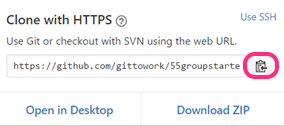 Clone with HTTPS
Use SSH
Use Git or checkout with SVN using the web URL.
https://github.com/gittowork/55groupstarte
Open in Desktop
Download ZIP